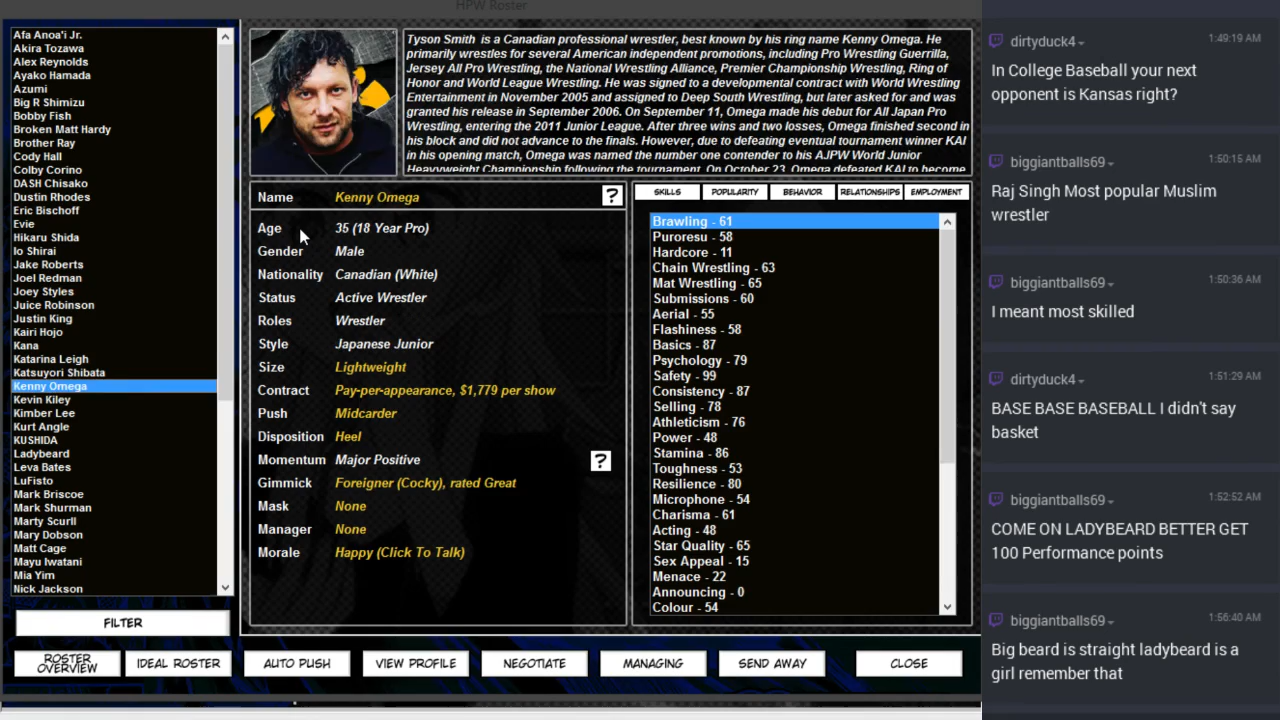 HPW Roster
Afa Anoa'i Jr.
Akira Tozawa
Alex Reynolds
Ayako Hamada
Azumi
Big R Shimizu
Bobby Fish
Broken Matt Hardy
Brother Ray
Cody Hall
Colby Corino
DASH Chisako
Dustin Rhodes
Eric Bischoff
Evie
Hikaru Shida
Io Shirai
Jake Roberts
Joel Redman
Joey Styles
Juice Robinson
Justin King
Kairi Hojo
Kana
Katarina Leigh
Katsuyori Shibata
Kenny Omega
Kevin Kiley
Kimber Lee
Kurt Angle
KUSHIDA
Ladybeard
Leva Bates
LuFisto
Mark Briscoe
Mark Shurman
Marty Scurll
Mary Dobson
Matt Cage
Mayu Iwatani
Mia Yim
Nick Jackson
FILTER
Tyson Smith is a Canadian professional wrestler, best known by his ring name Kenny Omega. He
primarily wrestles for several American independent promotions, including Pro Wrestling Guerrilla,
Jersey All Pro Wrestling, the National Wrestling Alliance, Premier Championship Wrestling, Ring of
Honor and World League Wrestling. He was signed to a developmental contract with World Wrestling
Entertainment in November 2005 and assigned to Deep South Wrestling, but later asked for and was
granted his release in September 2006. On September 11, Omega made his debut for All Japan Pro
Wrestling, entering the 2011 Junior League. After three wins and two losses, Omega finished second in
his block and did not advance to the finals. However, due to defeating eventual tournament winner KAI
in his opening match, Omega was named the number one contender to his AJPW World Junior
Heavyweight Championship following the tournament. On October 23, Omega defeated KAI to become
Name Kenny Omega ?
Age 35 (18 Year Pro)
Gender Male
Nationality Canadian (White)
Status Active Wrestler
Roles Wrestler
Style Japanese Junior
Size Lightweight
Contract Pay-per-appearance, $1,779 per show
Push Midcarder
Disposition Heel
Momentum Major Positive ?
Gimmick Foreigner (Cocky), rated Great
Mask None
Manager None
Morale Happy (Click To Talk)
SKILLS POPULARITY BEHAVIOR RELATIONSHIPS EMPLOYMENT
Brawling - 61
Puroresu - 58
Hardcore - 11
Chain Wrestling - 63
Mat Wrestling - 65
Submissions - 60
Aerial - 55
Flashiness - 58
Basics - 87
Psychology - 79
Safety - 99
Consistency - 87
Selling - 78
Athleticism - 76
Power - 48
Stamina - 86
Toughness - 53
Resilience - 80
Microphone - 54
Charisma - 61
Acting - 48
Star Quality - 65
Sex Appeal - 15
Menace - 22
Announcing - 0
Colour - 54
ROSTER OVERVIEW IDEAL ROSTER AUTO PUSH VIEW PROFILE NEGOTIATE MANAGING SEND AWAY CLOSE
dirtyduck4 1:49:19 AM
In College Baseball your next
opponent is Kansas right?
biggiantballs69 1:50:15 AM
Raj Singh Most popular Muslim
wrestler
biggiantballs69 1:50:36 AM
I meant most skilled
dirtyduck4 1:51:29 AM
BASE BASE BASEBALL I didn't say
basket
biggiantballs69 1:52:52 AM
COME ON LADYBEARD BETTER GET
100 Performance points
biggiantballs69 1:56:40 AM
Big beard is straight ladybeard is a
girl remember that